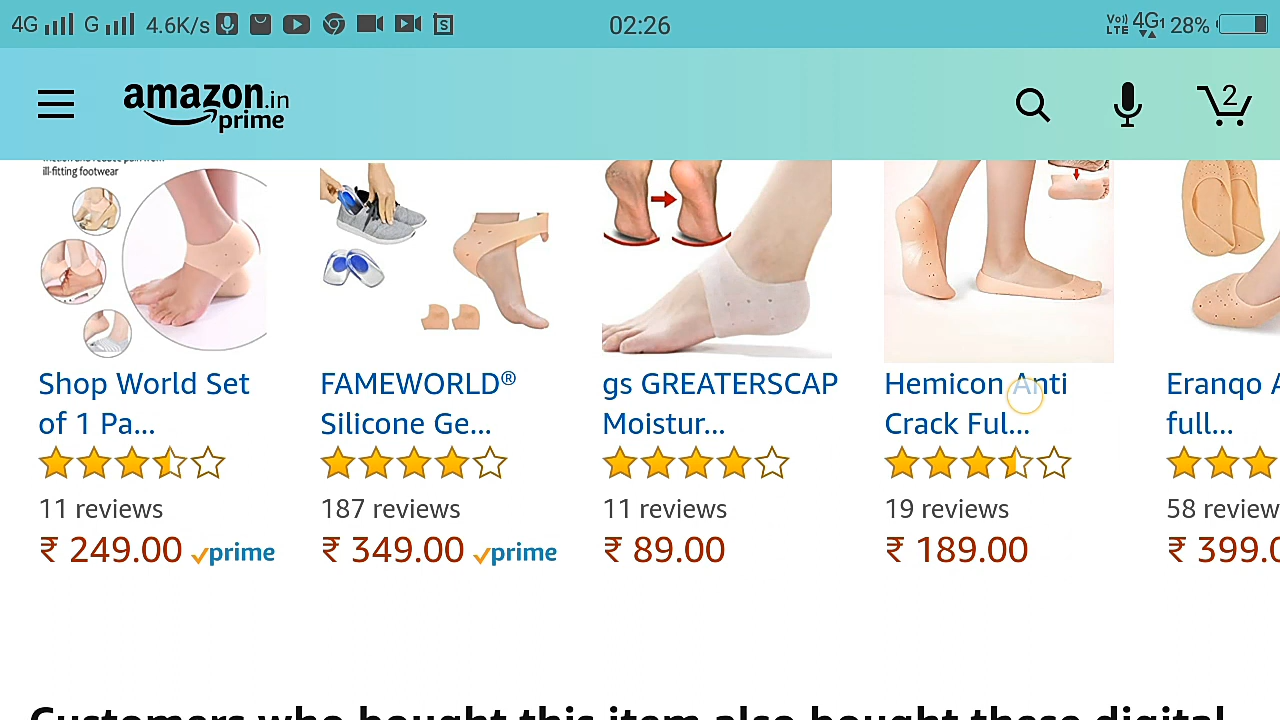 4G G 4.6K/s 02:26 Vo)) LTE 4G1 28%
amazon.in
prime
2
ill-fitting footwear
Shop World Set
of 1 Pa...
11 reviews
₹ 249.00 prime
FAMEWORLD®
Silicone Ge...
187 reviews
₹ 349.00 prime
gs GREATERSCAP
Moistur...
11 reviews
₹ 89.00
Hemicon Anti
Crack Ful...
19 reviews
₹ 189.00
Eranqo A
full...
58 review
₹ 399.0
Customers who bought this item also bought these digital